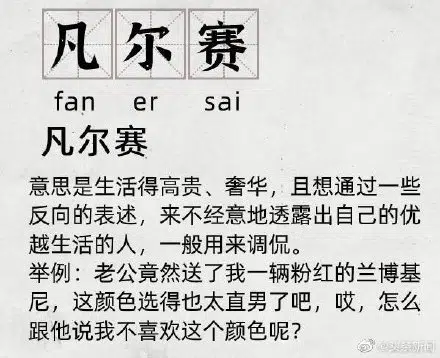 凡尔赛
fan er sai
凡尔赛
意思是生活得高贵、奢华，且想通过一些
反向的表述，来不经意地透露出自己的优
越生活的人，一般用来调侃。
举例：老公竟然送了我一辆粉红的兰博基
尼，这颜色选得也太直男了吧，哎，怎么
跟他说我不喜欢这个颜色呢？